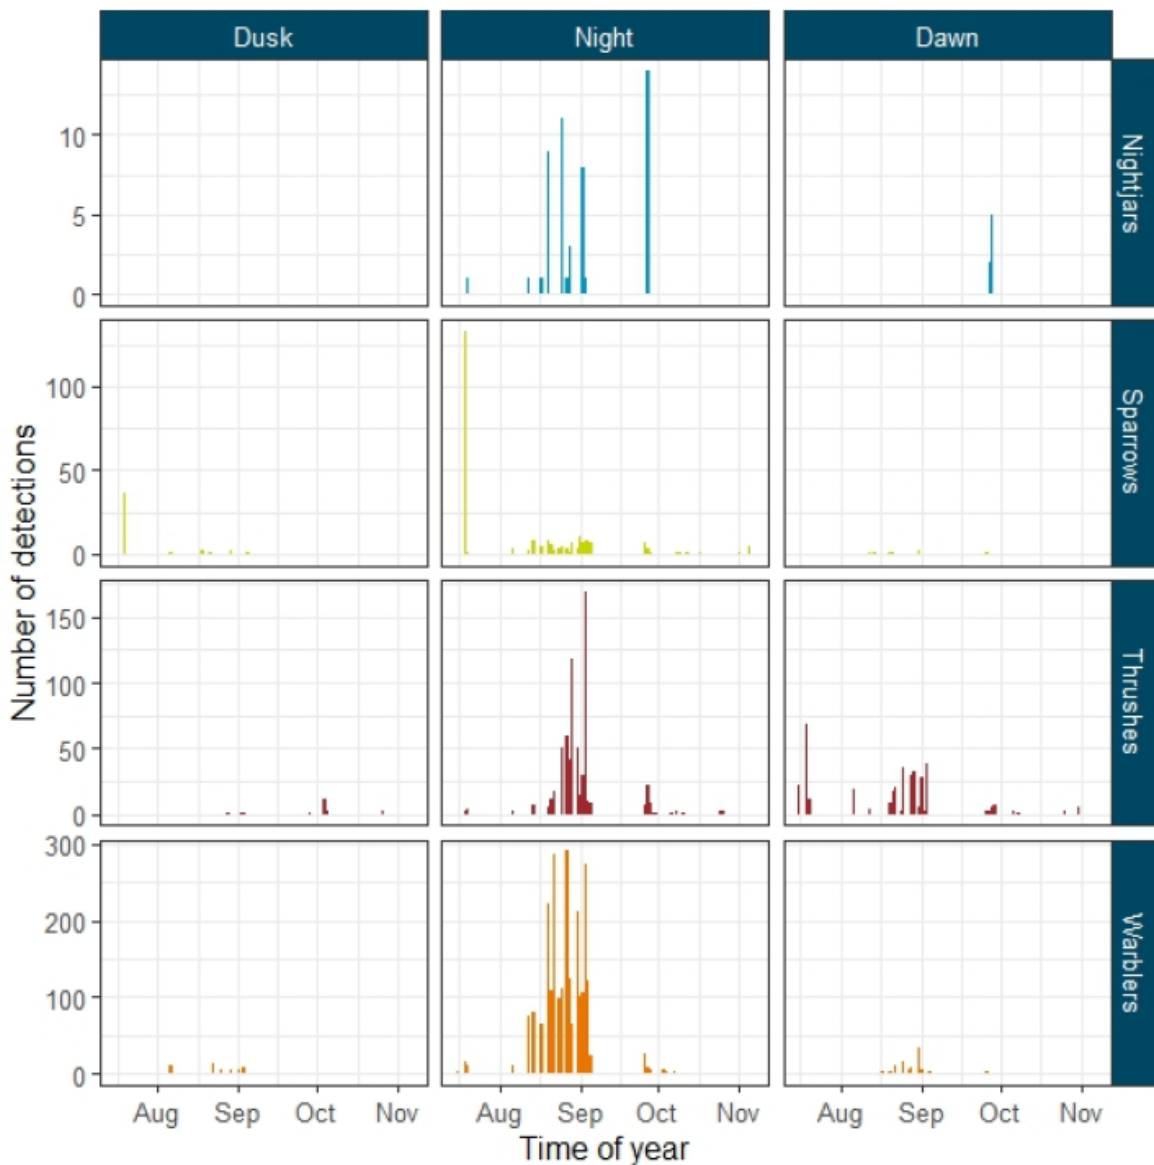 Dusk Night Dawn
Number of detections
10
5
0
Nightjars
100
50
0
Sparrows
150
100
50
0
Thrushes
300
200
100
0
Warblers
Aug Sep Oct Nov Aug Sep Oct Nov Aug Sep Oct Nov
Time of year